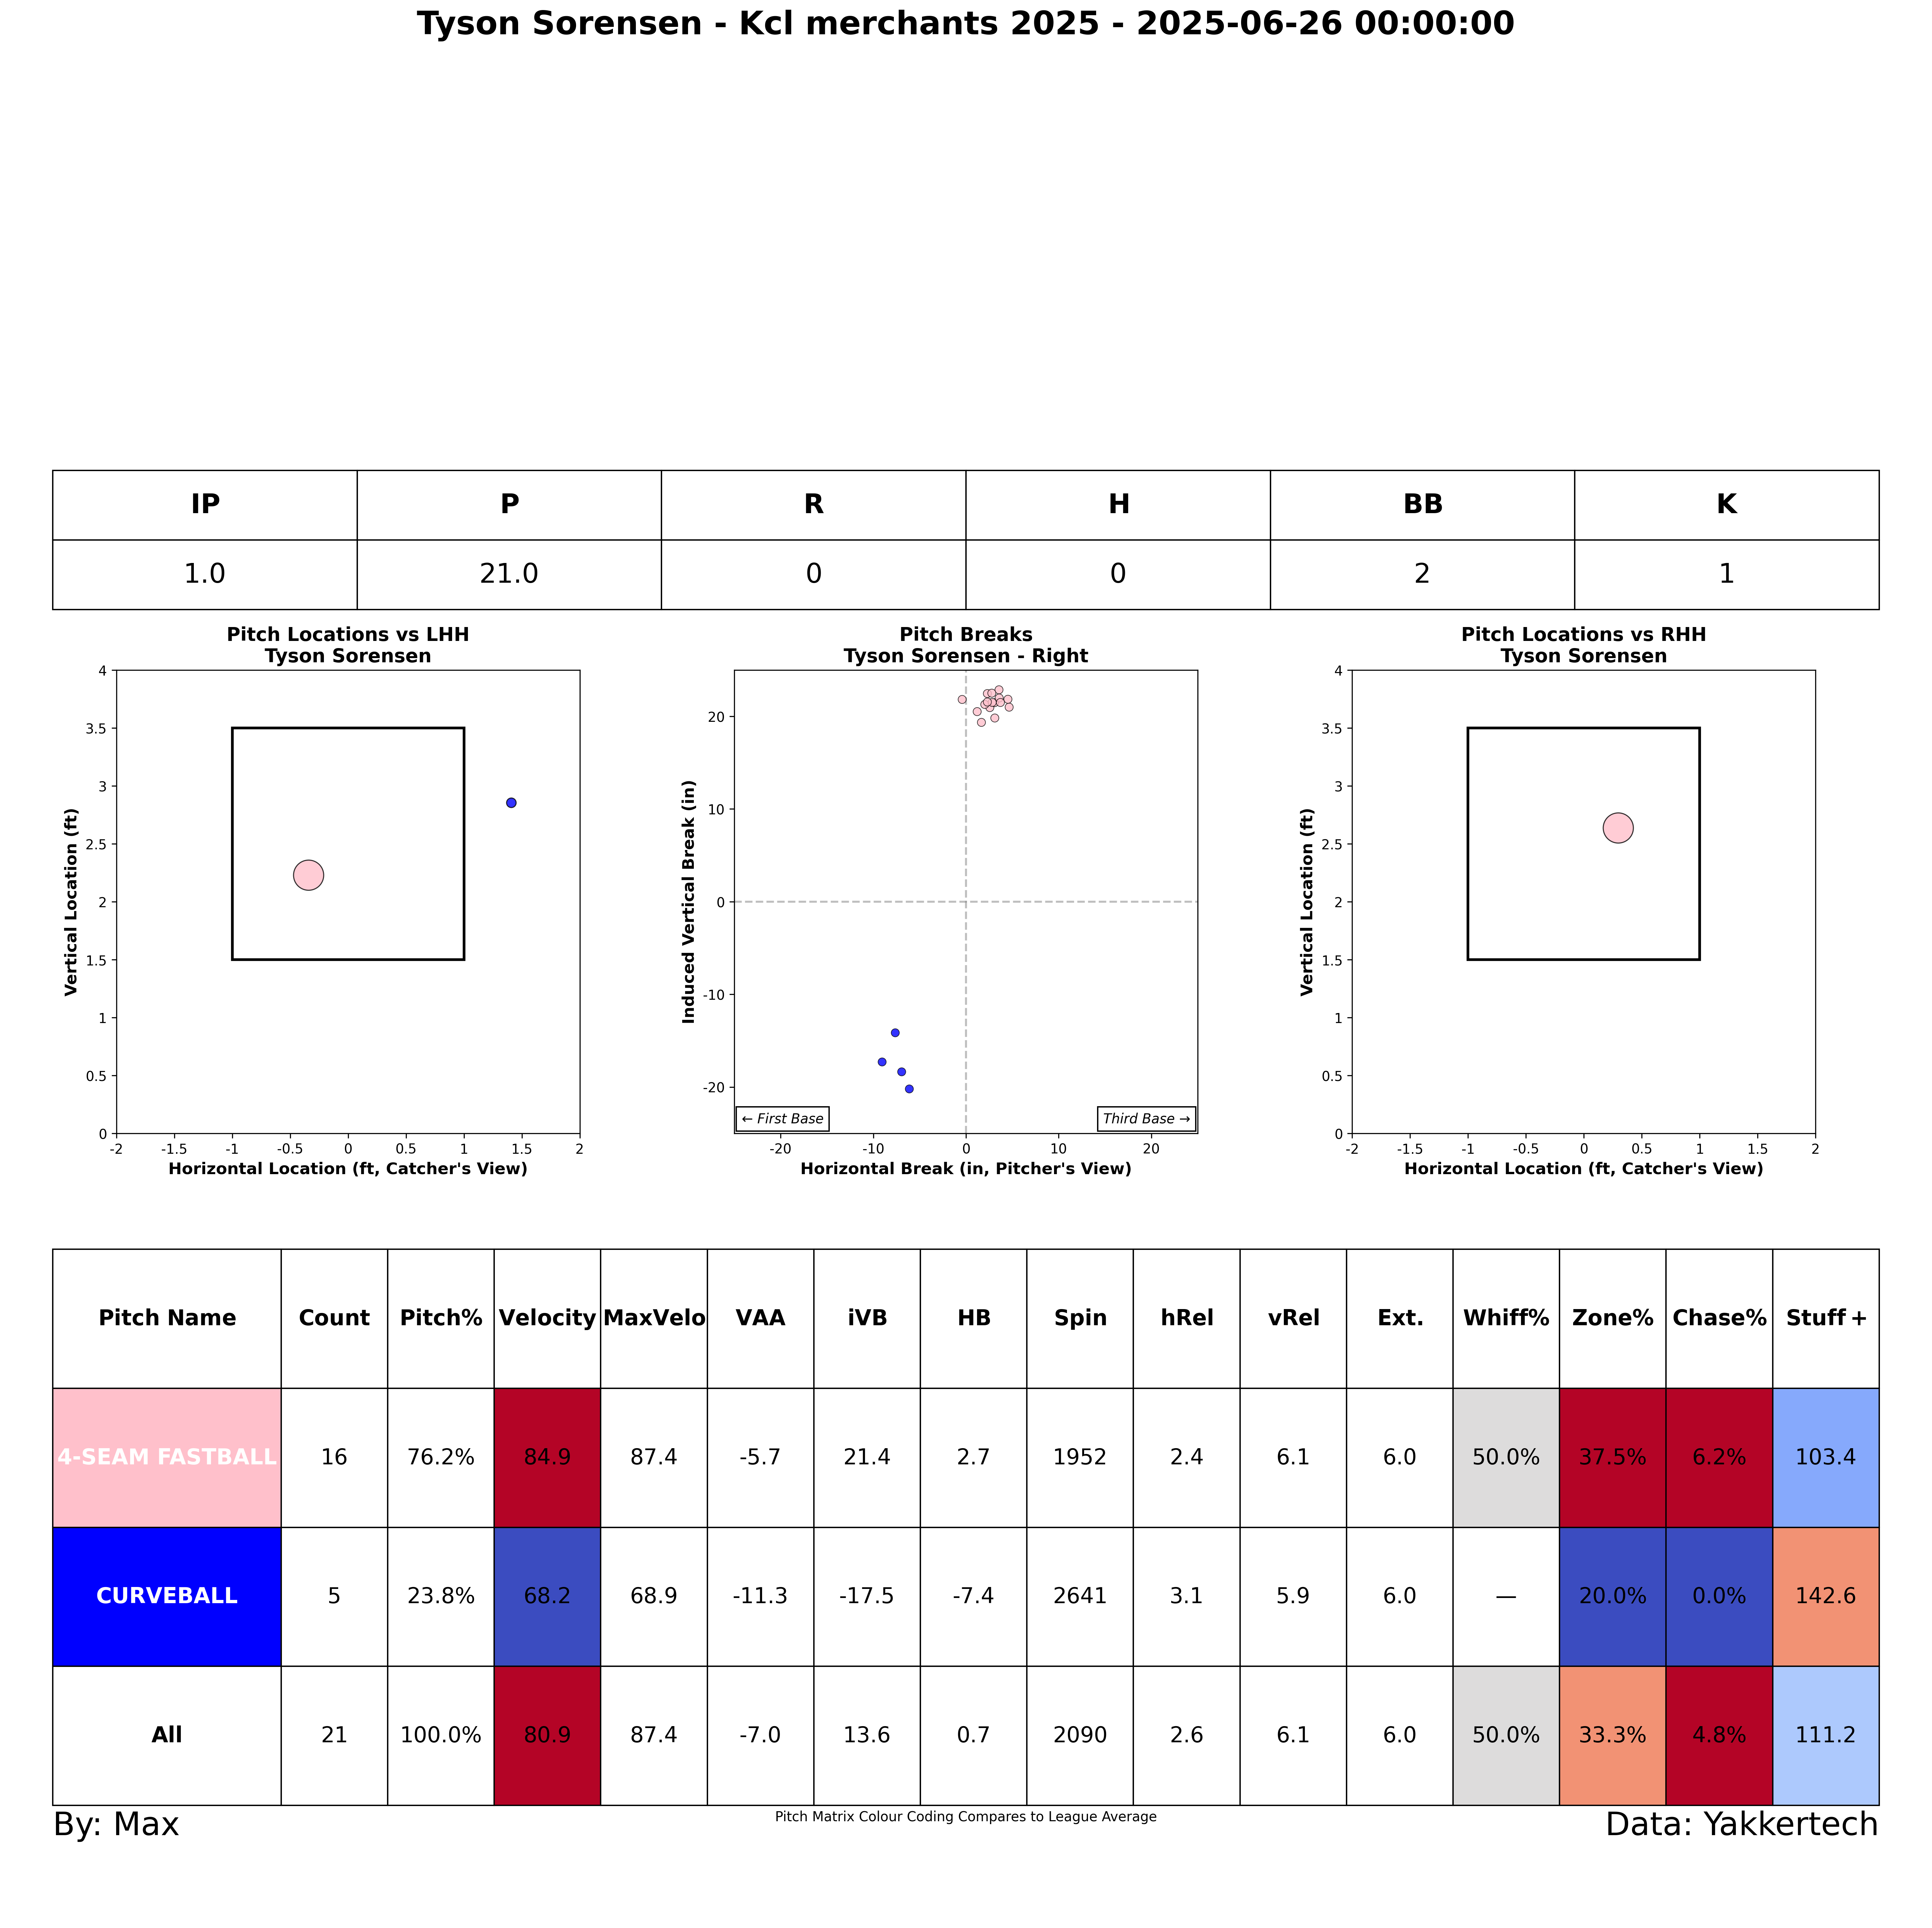 Tyson Sorensen - Kcl merchants 2025 - 2025-06-26 00:00:00
IP P R H BB K
1.0 21.0 0 0 2 1
Pitch Locations vs LHH
Tyson Sorensen
4
3.5
3
2.5
2
1.5
1
0.5
0
Vertical Location (ft)
-2 -1.5 -1 -0.5 0 0.5 1 1.5 2
Horizontal Location (ft, Catcher's View)
Pitch Breaks
Tyson Sorensen - Right
20
10
0
-10
-20
Induced Vertical Break (in)
← First Base
Third Base →
-20 -10 0 10 20
Horizontal Break (in, Pitcher's View)
Pitch Locations vs RHH
Tyson Sorensen
4
3.5
3
2.5
2
1.5
1
0.5
0
Vertical Location (ft)
-2 -1.5 -1 -0.5 0 0.5 1 1.5 2
Horizontal Location (ft, Catcher's View)
Pitch Name Count Pitch% Velocity MaxVelo VAA iVB HB Spin hRel vRel Ext. Whiff% Zone% Chase% Stuff+
4-SEAM FASTBALL 16 76.2% 84.9 87.4 -5.7 21.4 2.7 1952 2.4 6.1 6.0 50.0% 37.5% 6.2% 103.4
CURVEBALL 5 23.8% 68.2 68.9 -11.3 -17.5 -7.4 2641 3.1 5.9 6.0 — 20.0% 0.0% 142.6
All 21 100.0% 80.9 87.4 -7.0 13.6 0.7 2090 2.6 6.1 6.0 50.0% 33.3% 4.8% 111.2
By: Max
Pitch Matrix Colour Coding Compares to League Average
Data: Yakkertech